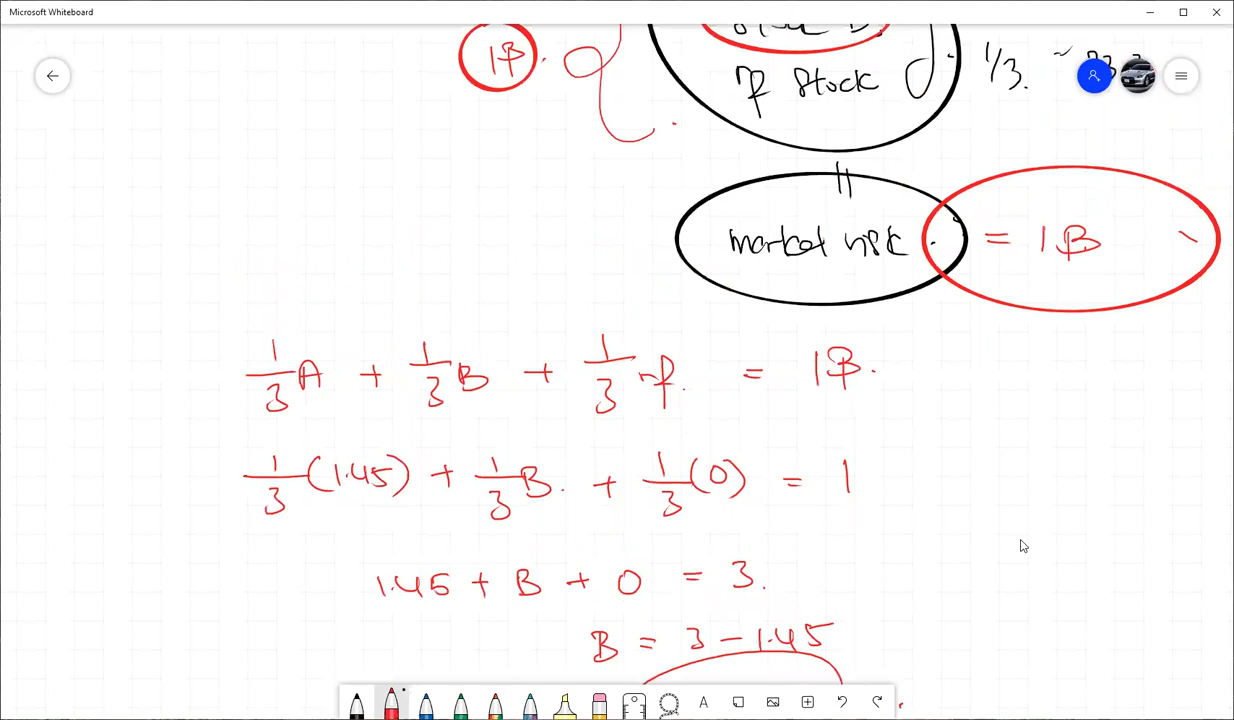 Microsoft Whiteboard
1β.
rf stock
1/3.
market risk. = 1β
1/3 A + 1/3 B + 1/3 rf. = 1β.
1/3 (1.45) + 1/3 B. + 1/3 (0) = 1
1.45 + B + 0 = 3.
B = 3 - 1.45
A